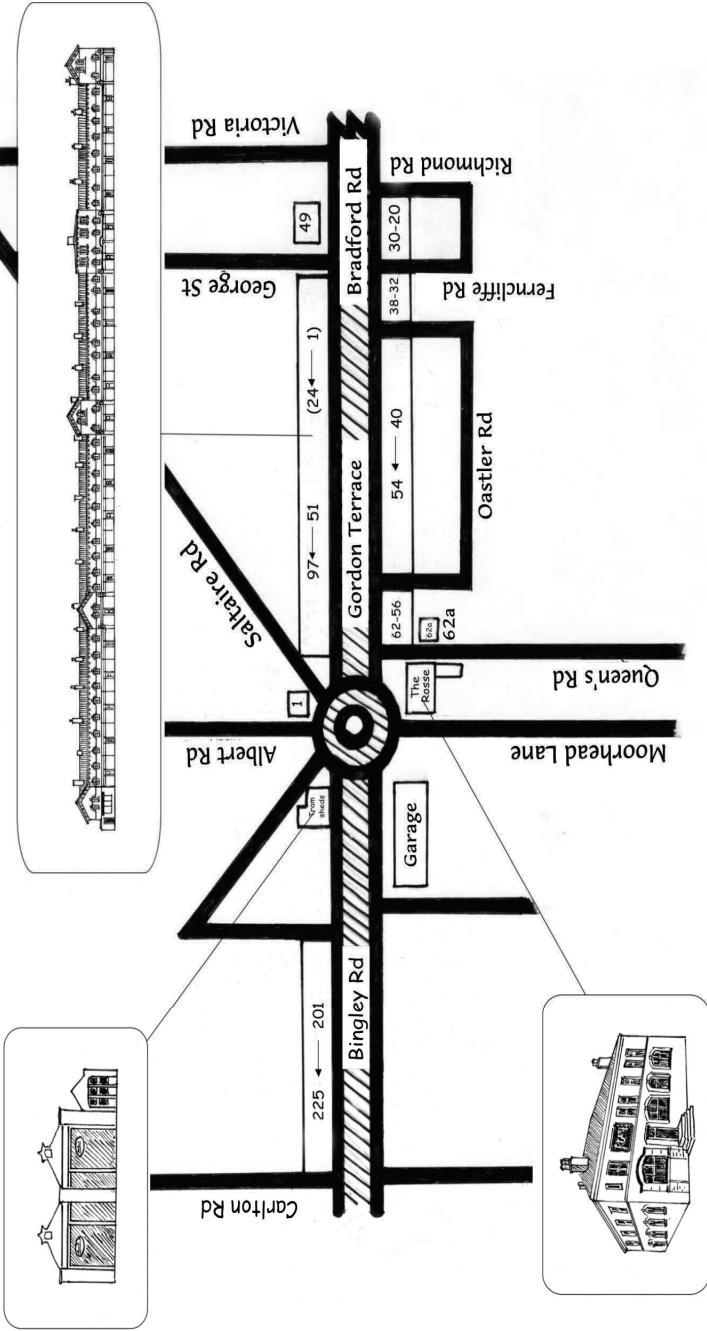 Victoria Rd
49
George St
(24 ← 1)
97 ← 51
Saltaire Rd
1
Albert Rd
Tram
sheds
225 ← 201
Carlton Rd
Bradford Rd
Gordon Terrace
Bingley Rd
Richmond Rd
30-20
Ferncliffe Rd
38-32
54 ← 40
Oastler Rd
62-56
62a
62a
The
Rosse
Queen's Rd
Moorhead Lane
Garage